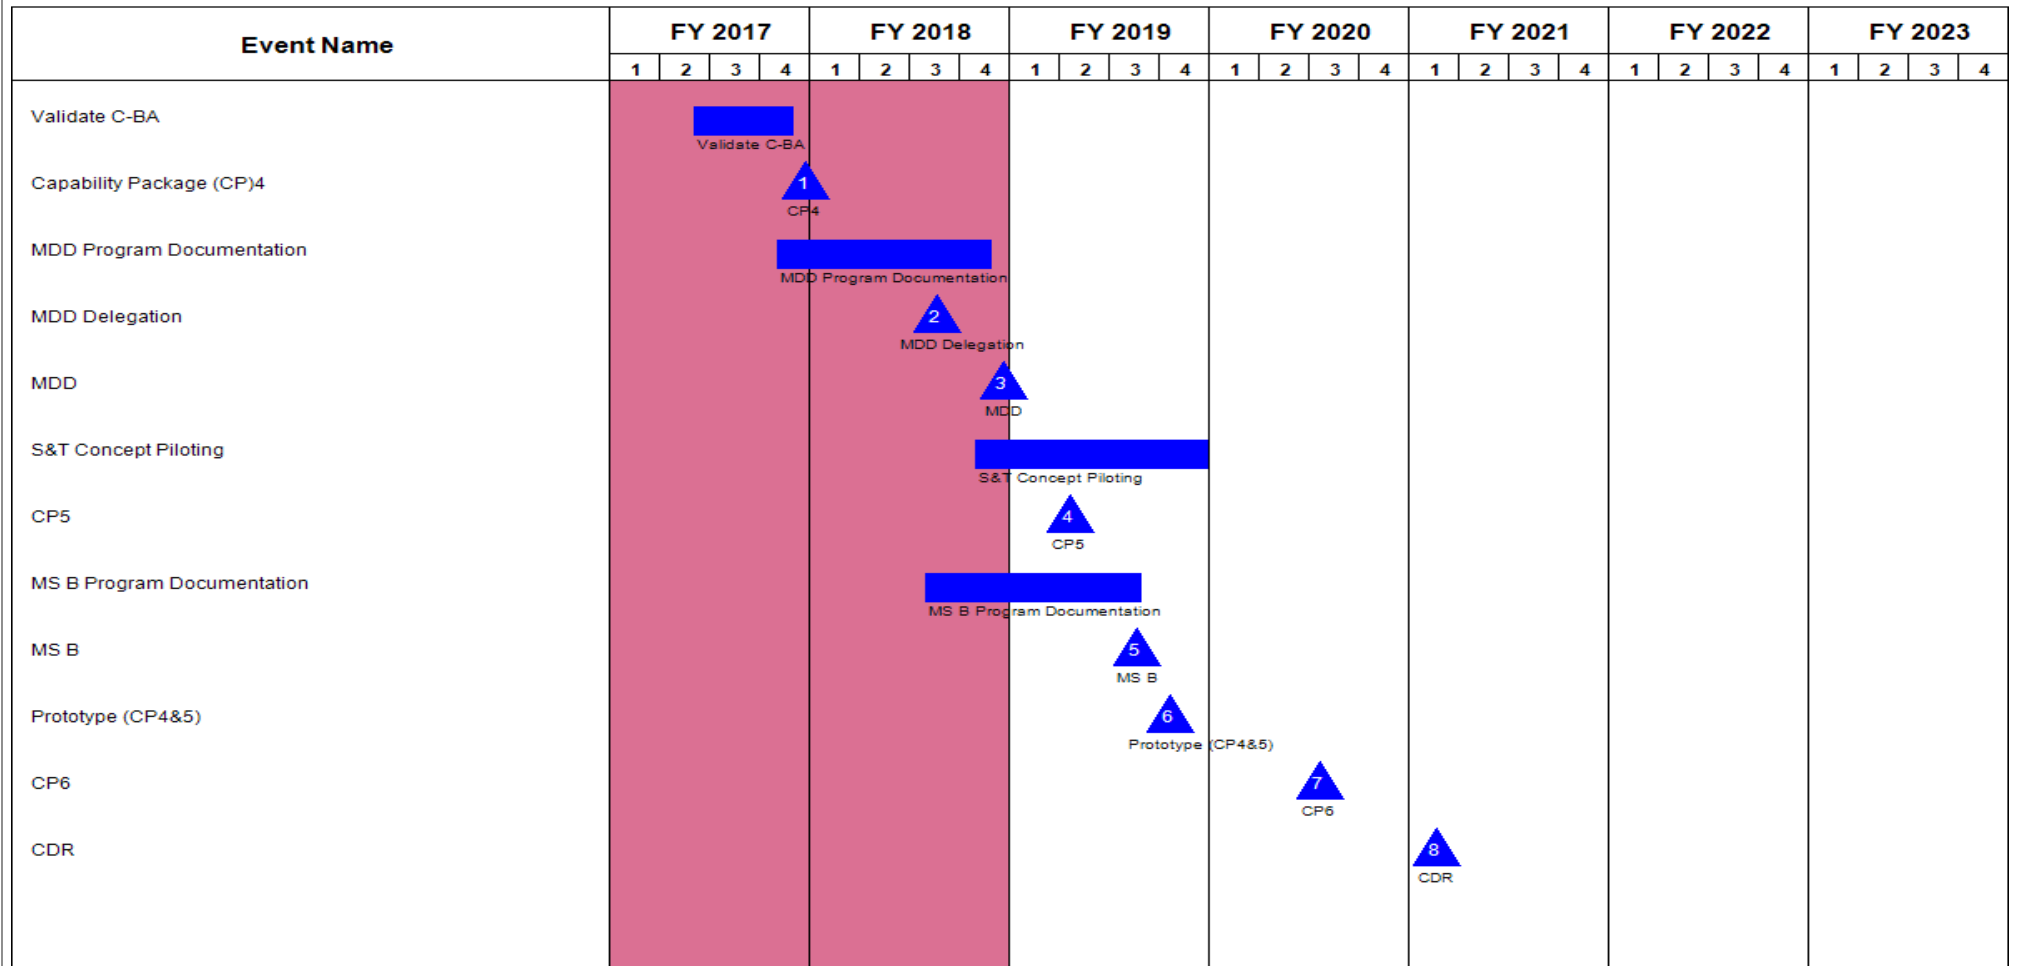 Event Name
FY 2017 FY 2018 FY 2019 FY 2020 FY 2021 FY 2022 FY 2023
1 2 3 4 1 2 3 4 1 2 3 4 1 2 3 4 1 2 3 4 1 2 3 4 1 2 3 4
Validate C-BA
Validate C-BA
Capability Package (CP)4
1
CP4
MDD Program Documentation
MDD Program Documentation
MDD Delegation
2
MDD Delegation
MDD
3
MDD
S&T Concept Piloting
S&T Concept Piloting
CP5
4
CP5
MS B Program Documentation
MS B Program Documentation
MS B
5
MS B
Prototype (CP4&5)
6
Prototype (CP4&5)
CP6
7
CP6
CDR
8
CDR